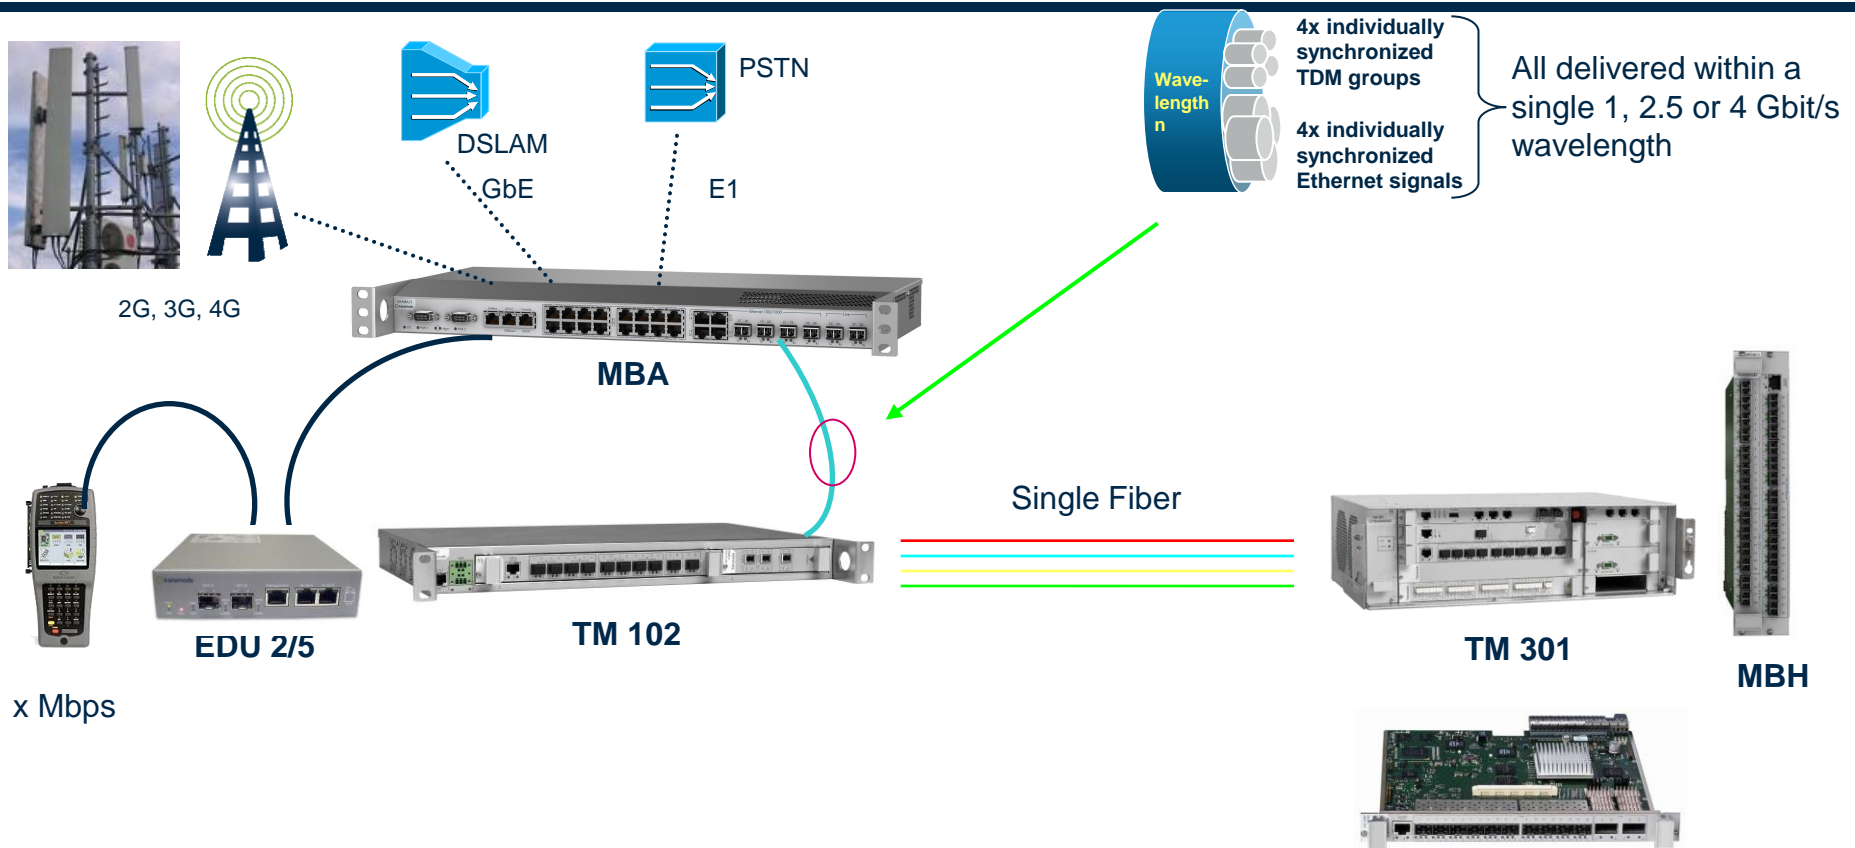 4x individually
synchronized
TDM groups
4x individually
synchronized
Ethernet signals
Wave-
length
n
All delivered within a
single 1, 2.5 or 4 Gbit/s
wavelength
PSTN
DSLAM
GbE
E1
2G, 3G, 4G
MBA
Single Fiber
transmode
EDU 2/5
TM 102
TM 301
MBH
x Mbps